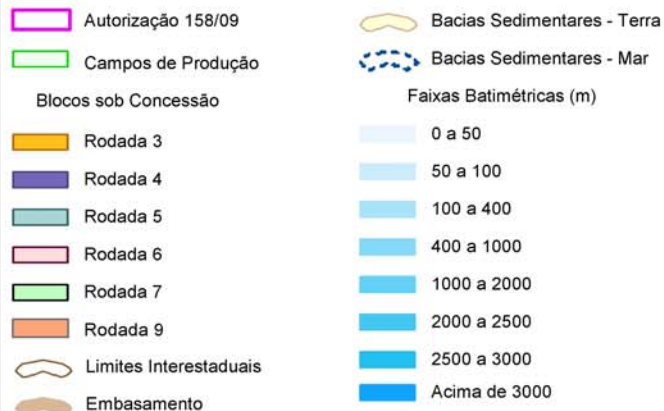 Autorização 158/09
Campos de Produção
Blocos sob Concessão
Rodada 3
Rodada 4
Rodada 5
Rodada 6
Rodada 7
Rodada 9
Limites Interestaduais
Embasamento
Bacias Sedimentares - Terra
Bacias Sedimentares - Mar
Faixas Batimétricas (m)
0 a 50
50 a 100
100 a 400
400 a 1000
1000 a 2000
2000 a 2500
2500 a 3000
Acima de 3000